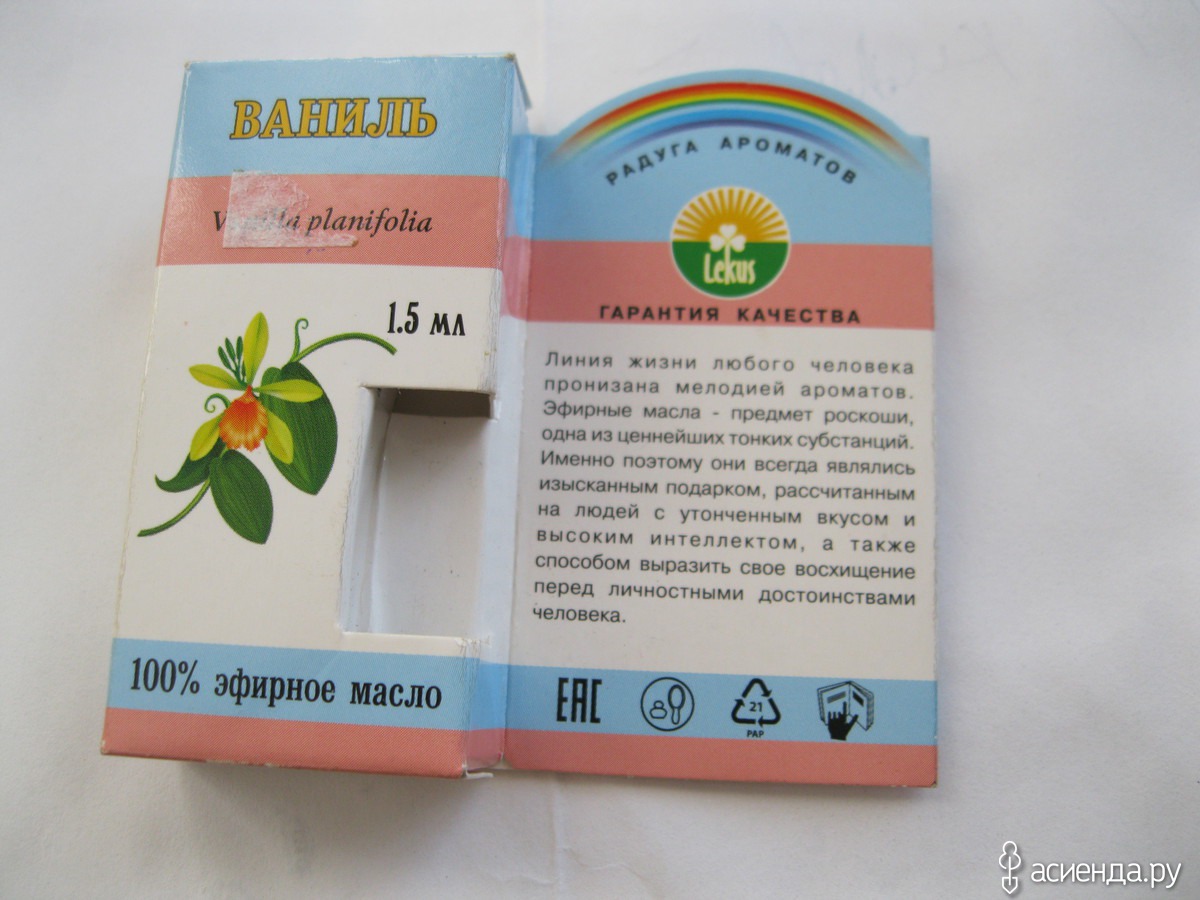 ВАНИЛЬ
Vanilla planifolia
1.5 мл
100% эфирное масло
РАДУГА АРОМАТОВ
Lekus
ГАРАНТИЯ КАЧЕСТВА
Линия жизни любого человека
пронизана мелодией ароматов.
Эфирные масла - предмет роскоши,
одна из ценнейших тонких субстанций.
Именно поэтому они всегда являлись
изысканным подарком, рассчитанным
на людей с утонченным вкусом и
высоким интеллектом, а также
способом выразить свое восхищение
перед личностными достоинствами
человека.
EAC
21
PAP
асиенда.ру